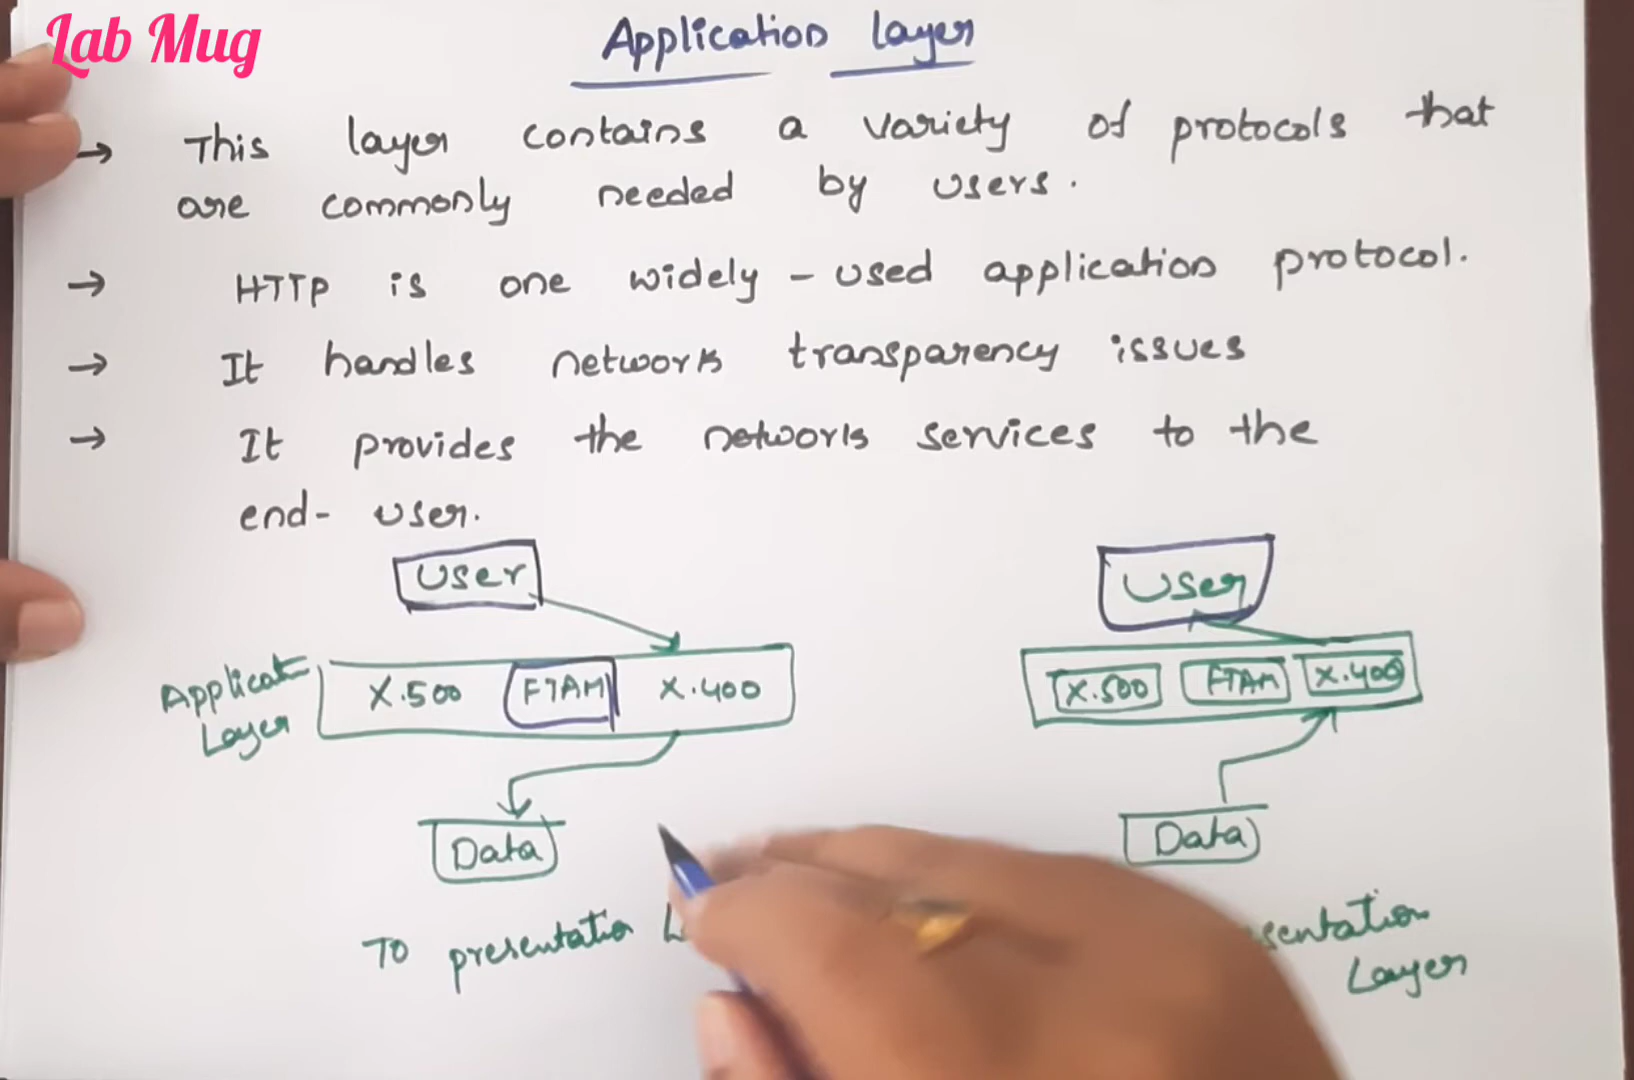 Lab Mug
Application layer
→ This layer contains a variety of protocols that
are commonly needed by users.
→ HTTP is one widely - used application protocol.
→ It handles network transparency issues
→ It provides the network services to the
end- user.
User
User
Applicat
Layer
X.500 FTAM X.400
X.500 FTAM X.400
Data
Data
To presentation
Layer